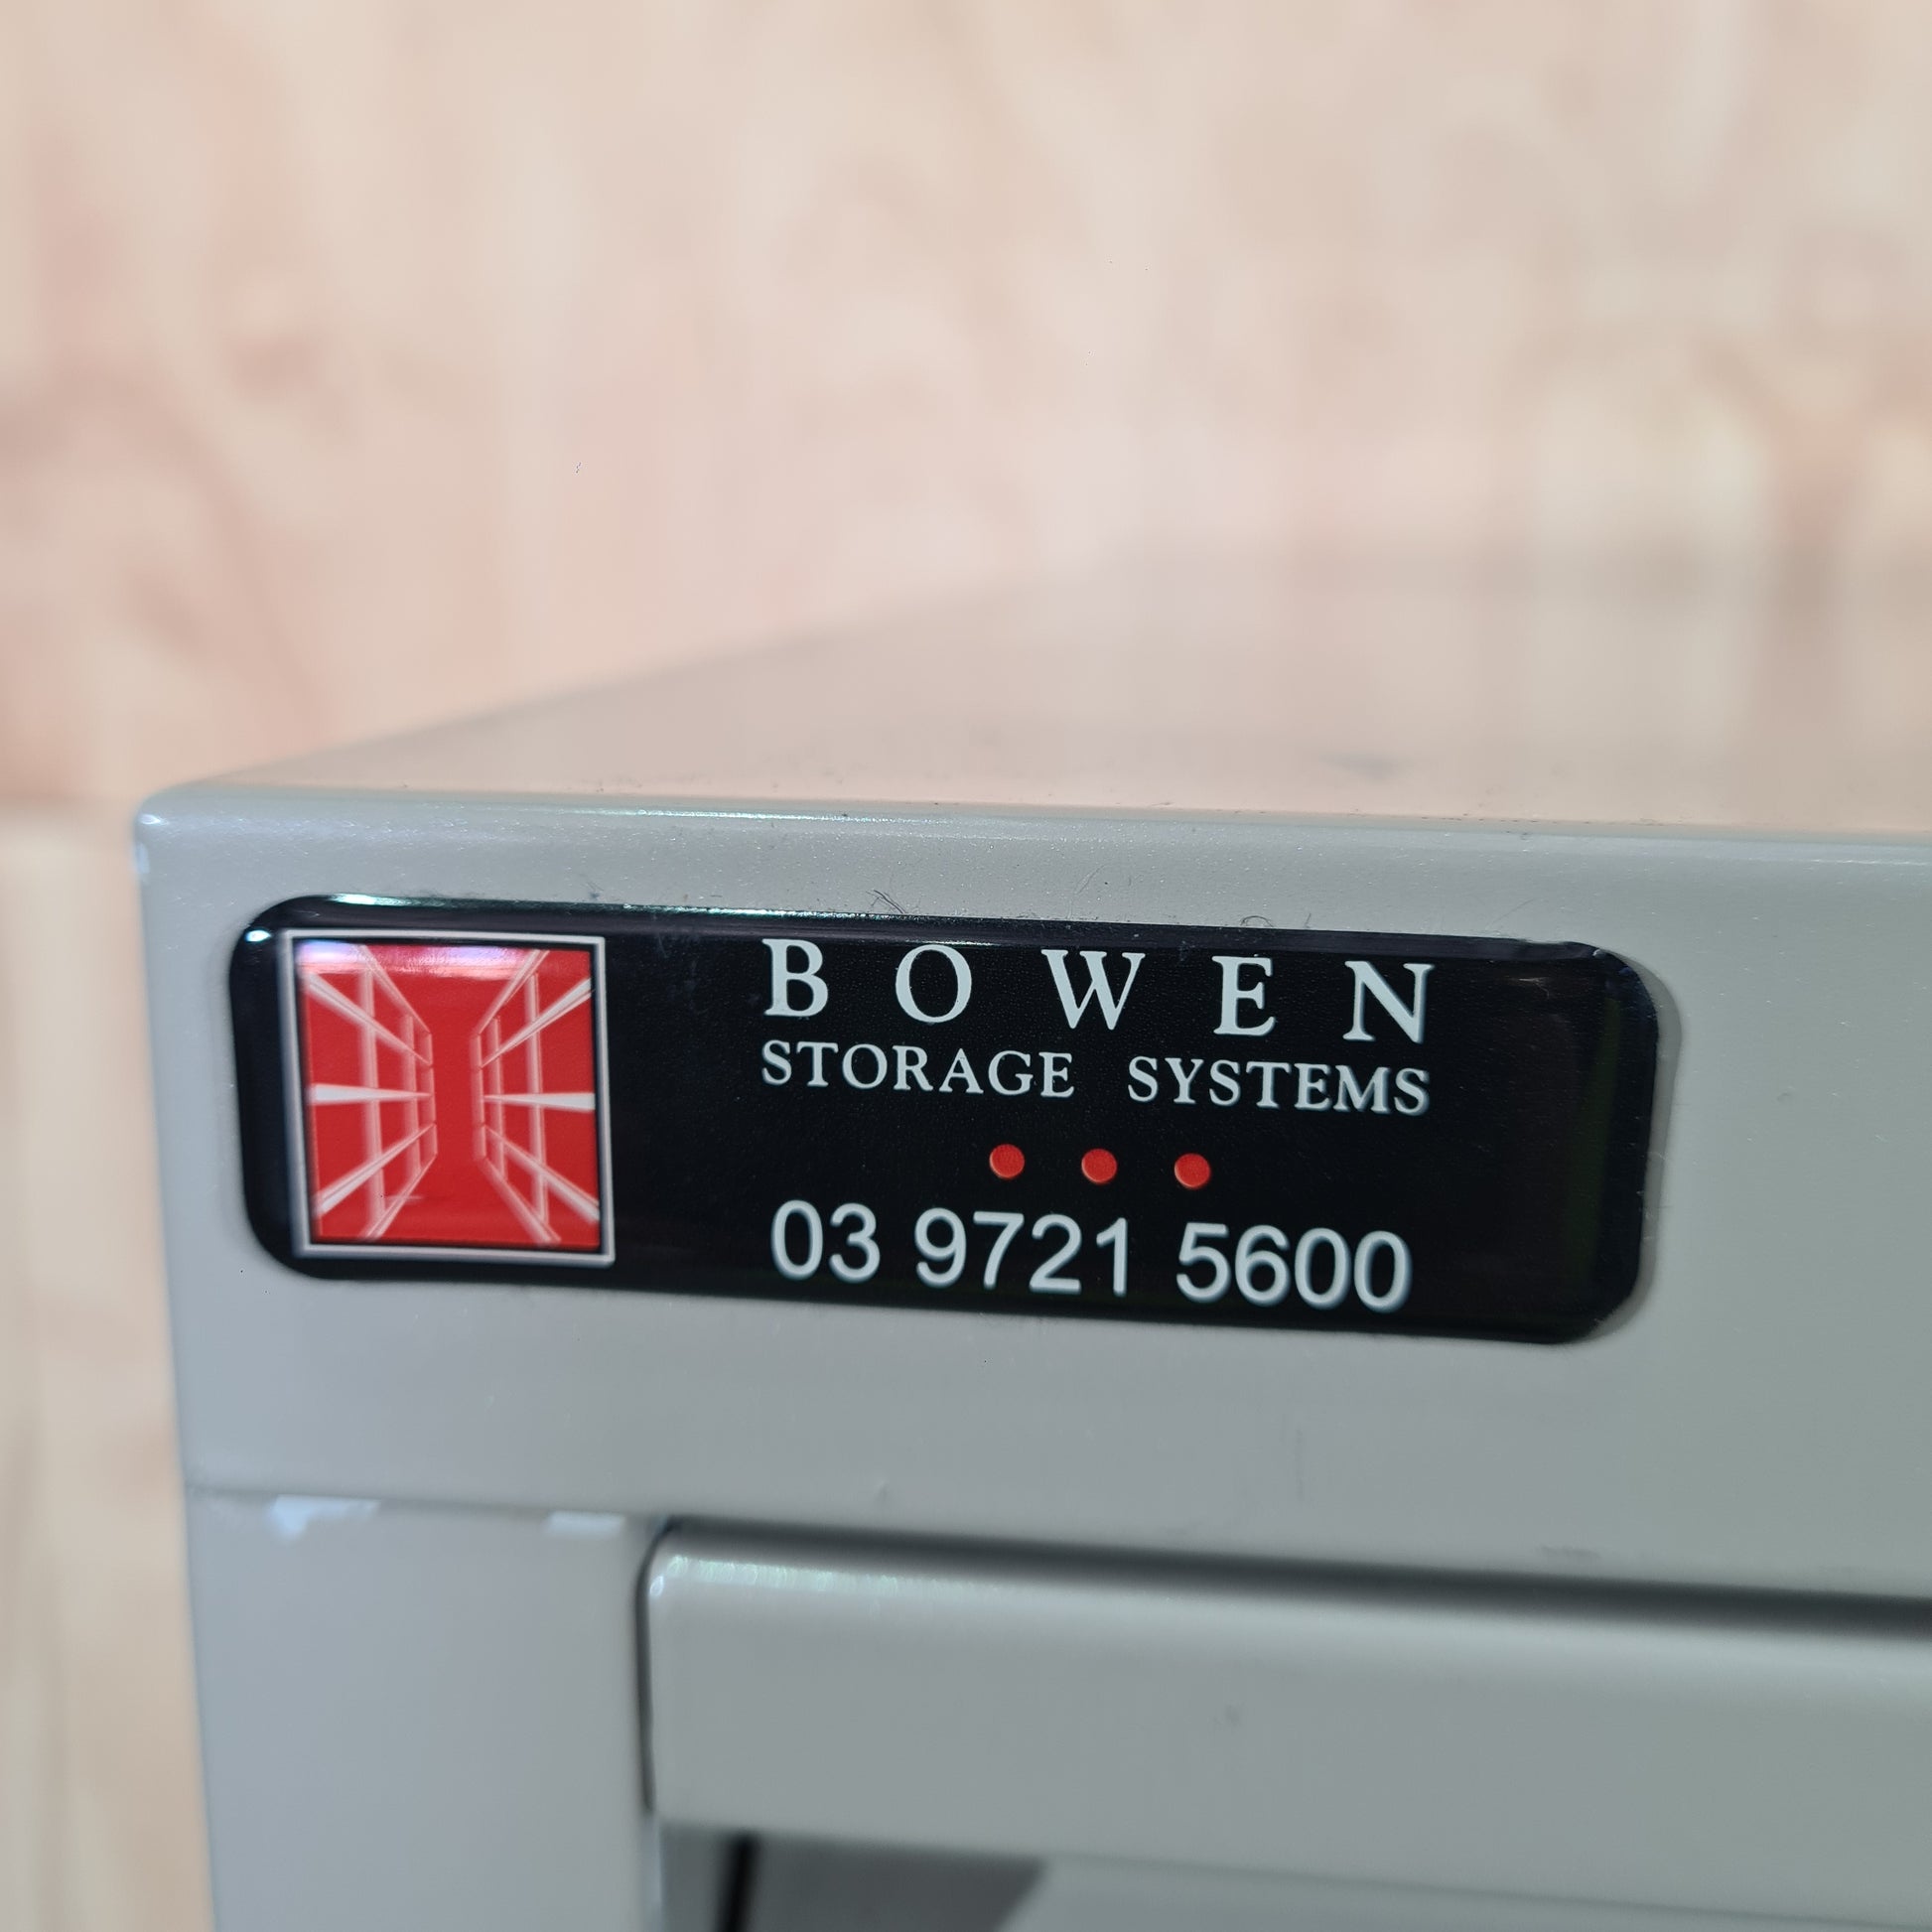 BOWEN
STORAGE SYSTEMS
03 9721 5600